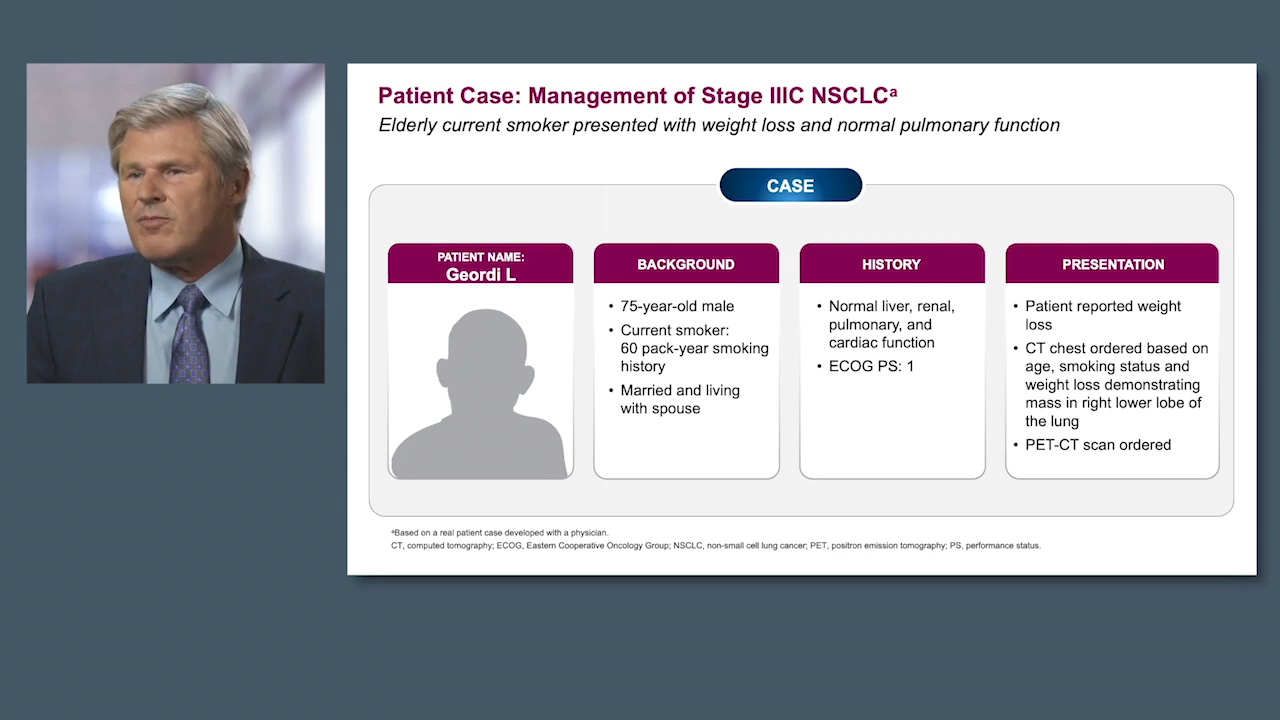 Patient Case: Management of Stage IIIC NSCLCᵃ
Elderly current smoker presented with weight loss and normal pulmonary function
CASE
PATIENT NAME:
Geordi L
BACKGROUND
• 75-year-old male
• Current smoker:
60 pack-year smoking
history
• Married and living
with spouse
HISTORY
• Normal liver, renal,
pulmonary, and
cardiac function
• ECOG PS: 1
PRESENTATION
• Patient reported weight
loss
• CT chest ordered based on
age, smoking status and
weight loss demonstrating
mass in right lower lobe of
the lung
• PET-CT scan ordered
ᵃBased on a real patient case developed with a physician.
CT, computed tomography; ECOG, Eastern Cooperative Oncology Group; NSCLC, non-small cell lung cancer; PET, positron emission tomography; PS, performance status.